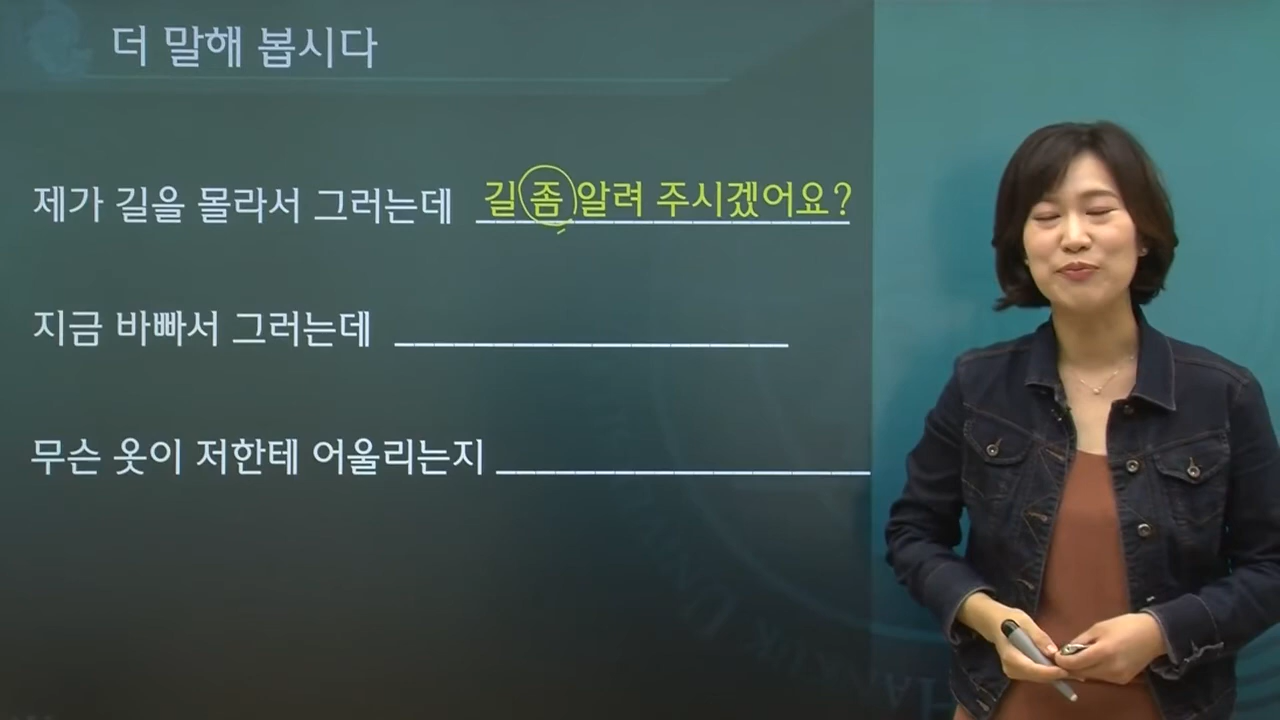 더 말해 봅시다
제가 길을 몰라서 그러는데 길 좀 알려 주시겠어요?
지금 바빠서 그러는데 ____________________
무슨 옷이 저한테 어울리는지 ____________________